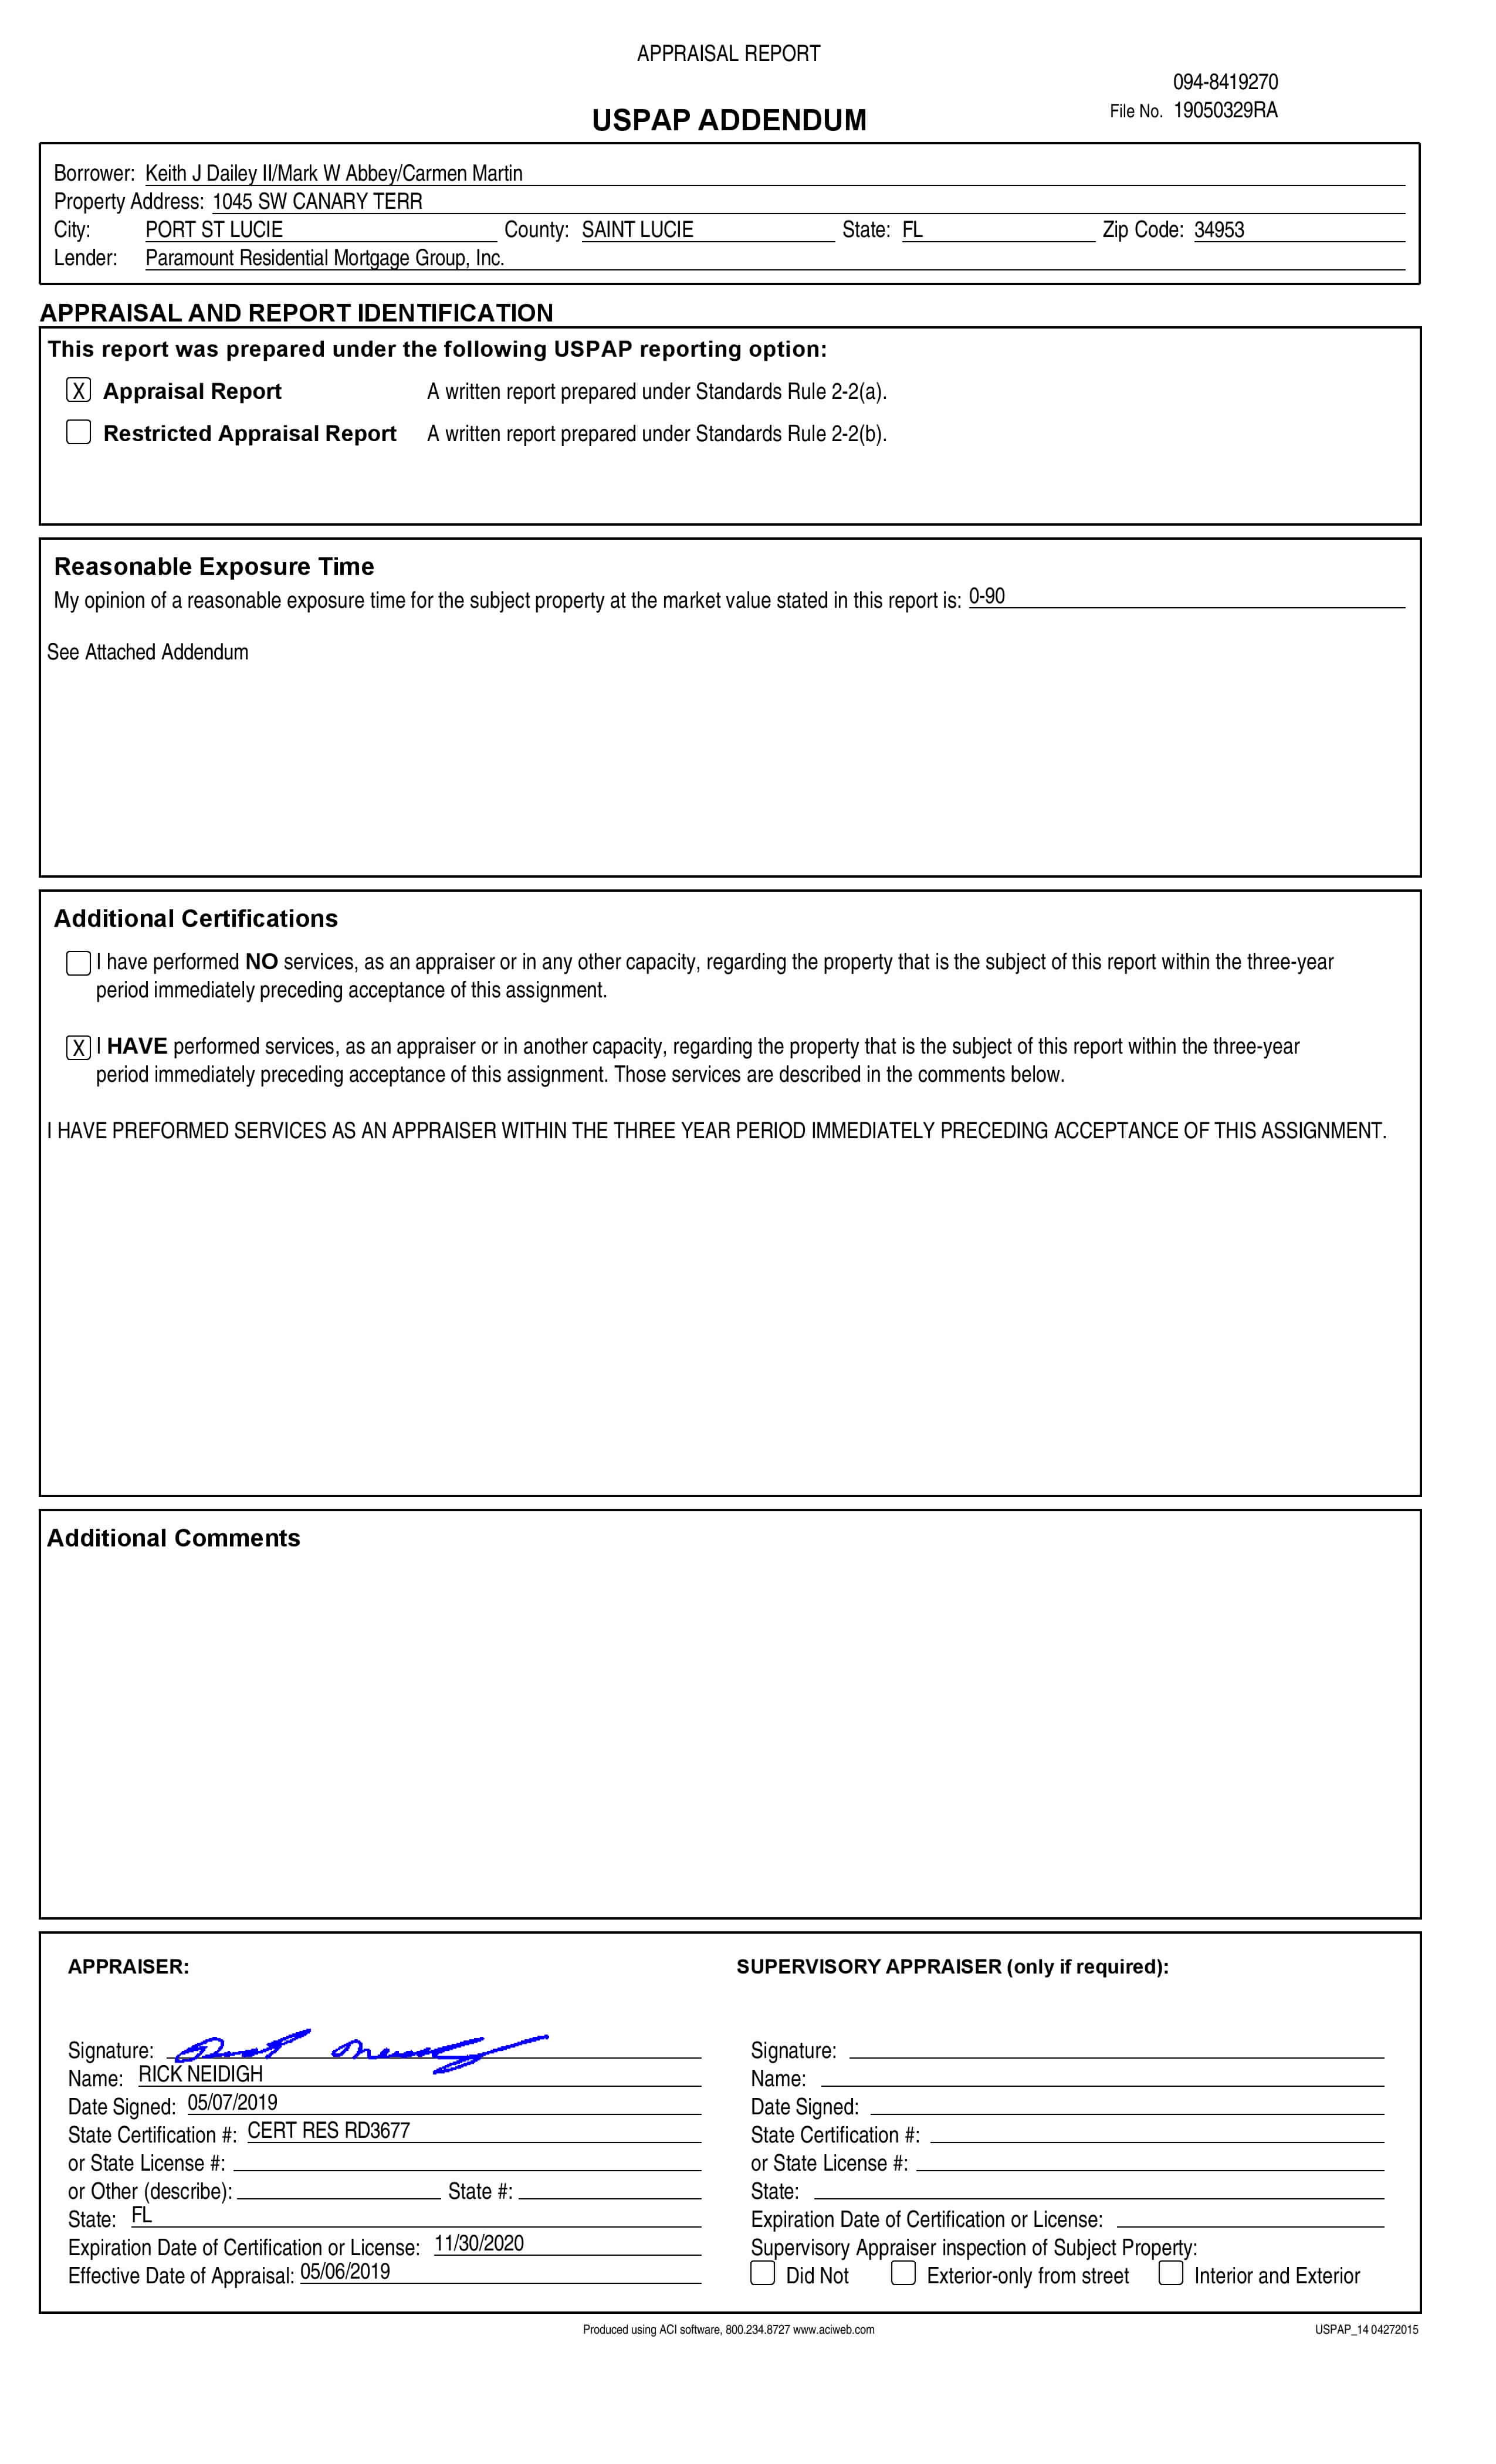 APPRAISAL REPORT
094-8419270
USPAP ADDENDUM
File No. 19050329RA
Borrower: Keith J Dailey II/Mark W Abbey/Carmen Martin
Property Address: 1045 SW CANARY TERR
City: PORT ST LUCIE County: SAINT LUCIE State: FL Zip Code: 34953
Lender: Paramount Residential Mortgage Group, Inc.
APPRAISAL AND REPORT IDENTIFICATION
This report was prepared under the following USPAP reporting option:
X Appraisal Report A written report prepared under Standards Rule 2-2(a).
Restricted Appraisal Report A written report prepared under Standards Rule 2-2(b).
Reasonable Exposure Time
My opinion of a reasonable exposure time for the subject property at the market value stated in this report is: 0-90
See Attached Addendum
Additional Certifications
I have performed NO services, as an appraiser or in any other capacity, regarding the property that is the subject of this report within the three-year
period immediately preceding acceptance of this assignment.
X I HAVE performed services, as an appraiser or in another capacity, regarding the property that is the subject of this report within the three-year
period immediately preceding acceptance of this assignment. Those services are described in the comments below.
I HAVE PREFORMED SERVICES AS AN APPRAISER WITHIN THE THREE YEAR PERIOD IMMEDIATELY PRECEDING ACCEPTANCE OF THIS ASSIGNMENT.
Additional Comments
APPRAISER:
Signature:
Name: RICK NEIDIGH
Date Signed: 05/07/2019
State Certification #: CERT RES RD3677
or State License #:
or Other (describe): State #:
State: FL
Expiration Date of Certification or License: 11/30/2020
Effective Date of Appraisal: 05/06/2019
SUPERVISORY APPRAISER (only if required):
Signature:
Name:
Date Signed:
State Certification #:
or State License #:
State:
Expiration Date of Certification or License:
Supervisory Appraiser inspection of Subject Property:
Did Not Exterior-only from street Interior and Exterior
Produced using ACI software, 800.234.8727 www.aciweb.com
USPAP_14 04272015